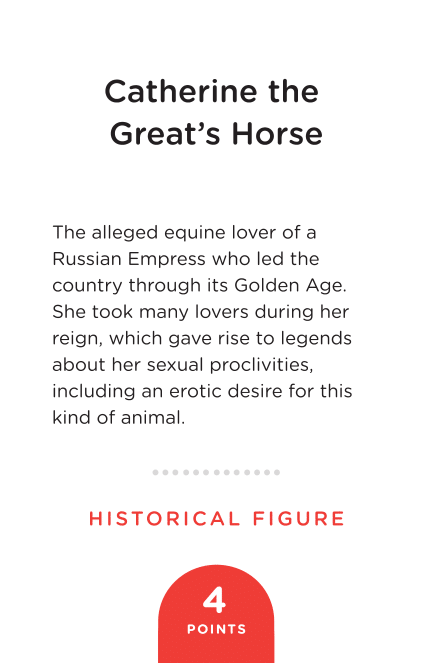 Catherine the
Great’s Horse
The alleged equine lover of a
Russian Empress who led the
country through its Golden Age.
She took many lovers during her
reign, which gave rise to legends
about her sexual proclivities,
including an erotic desire for this
kind of animal.
HISTORICAL FIGURE
4
POINTS